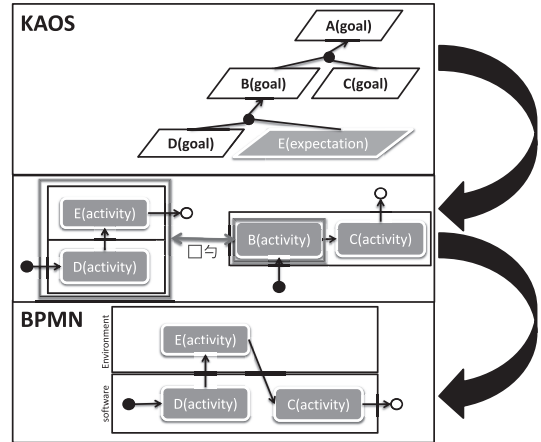 KAOS
A(goal)
B(goal)
C(goal)
D(goal)
E(expectation)
E(activity)
D(activity)
B(activity)
C(activity)
BPMN
Environment
E(activity)
software
D(activity)
C(activity)